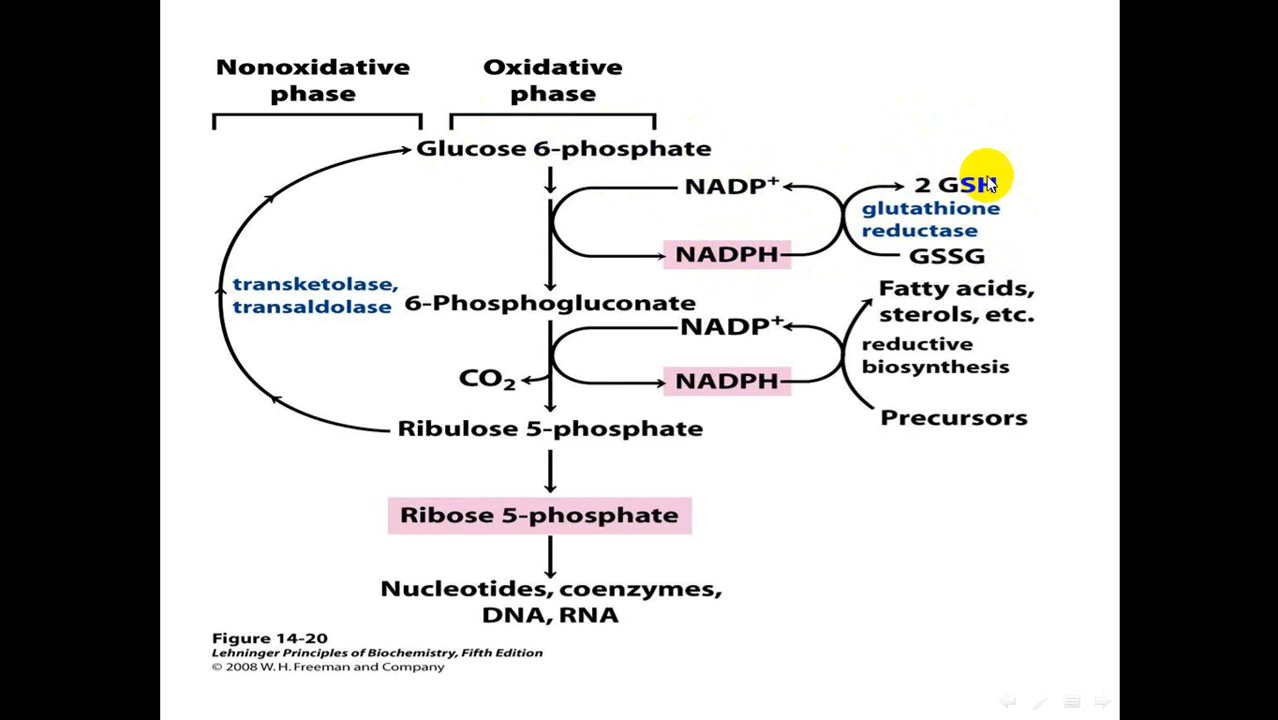 Nonoxidative
phase
Oxidative
phase
Glucose 6-phosphate
NADP+
2 GSH
glutathione
reductase
NADPH
GSSG
transketolase,
transaldolase
6-Phosphogluconate
Fatty acids,
sterols, etc.
NADP+
reductive
biosynthesis
CO2
NADPH
Precursors
Ribulose 5-phosphate
Ribose 5-phosphate
Nucleotides, coenzymes,
DNA, RNA
Figure 14-20
Lehninger Principles of Biochemistry, Fifth Edition
© 2008 W. H. Freeman and Company